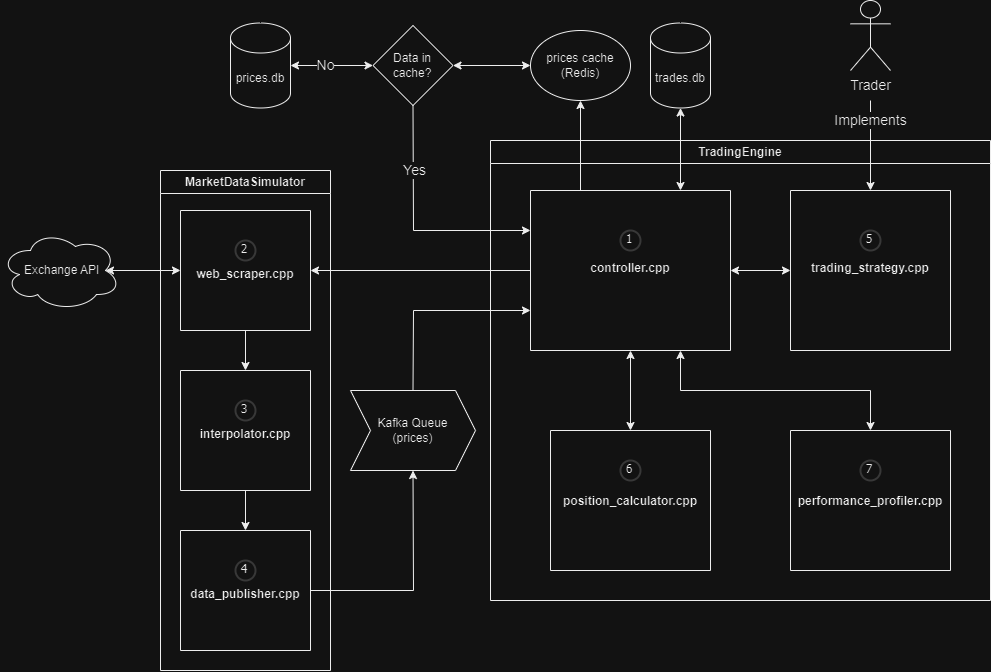 prices.db
No
Data in
cache?
prices cache
(Redis)
trades.db
Trader
Implements
Yes
TradingEngine
MarketDataSimulator
Exchange API
2
web_scraper.cpp
1
controller.cpp
5
trading_strategy.cpp
3
interpolator.cpp
Kafka Queue
(prices)
6
position_calculator.cpp
7
performance_profiler.cpp
4
data_publisher.cpp